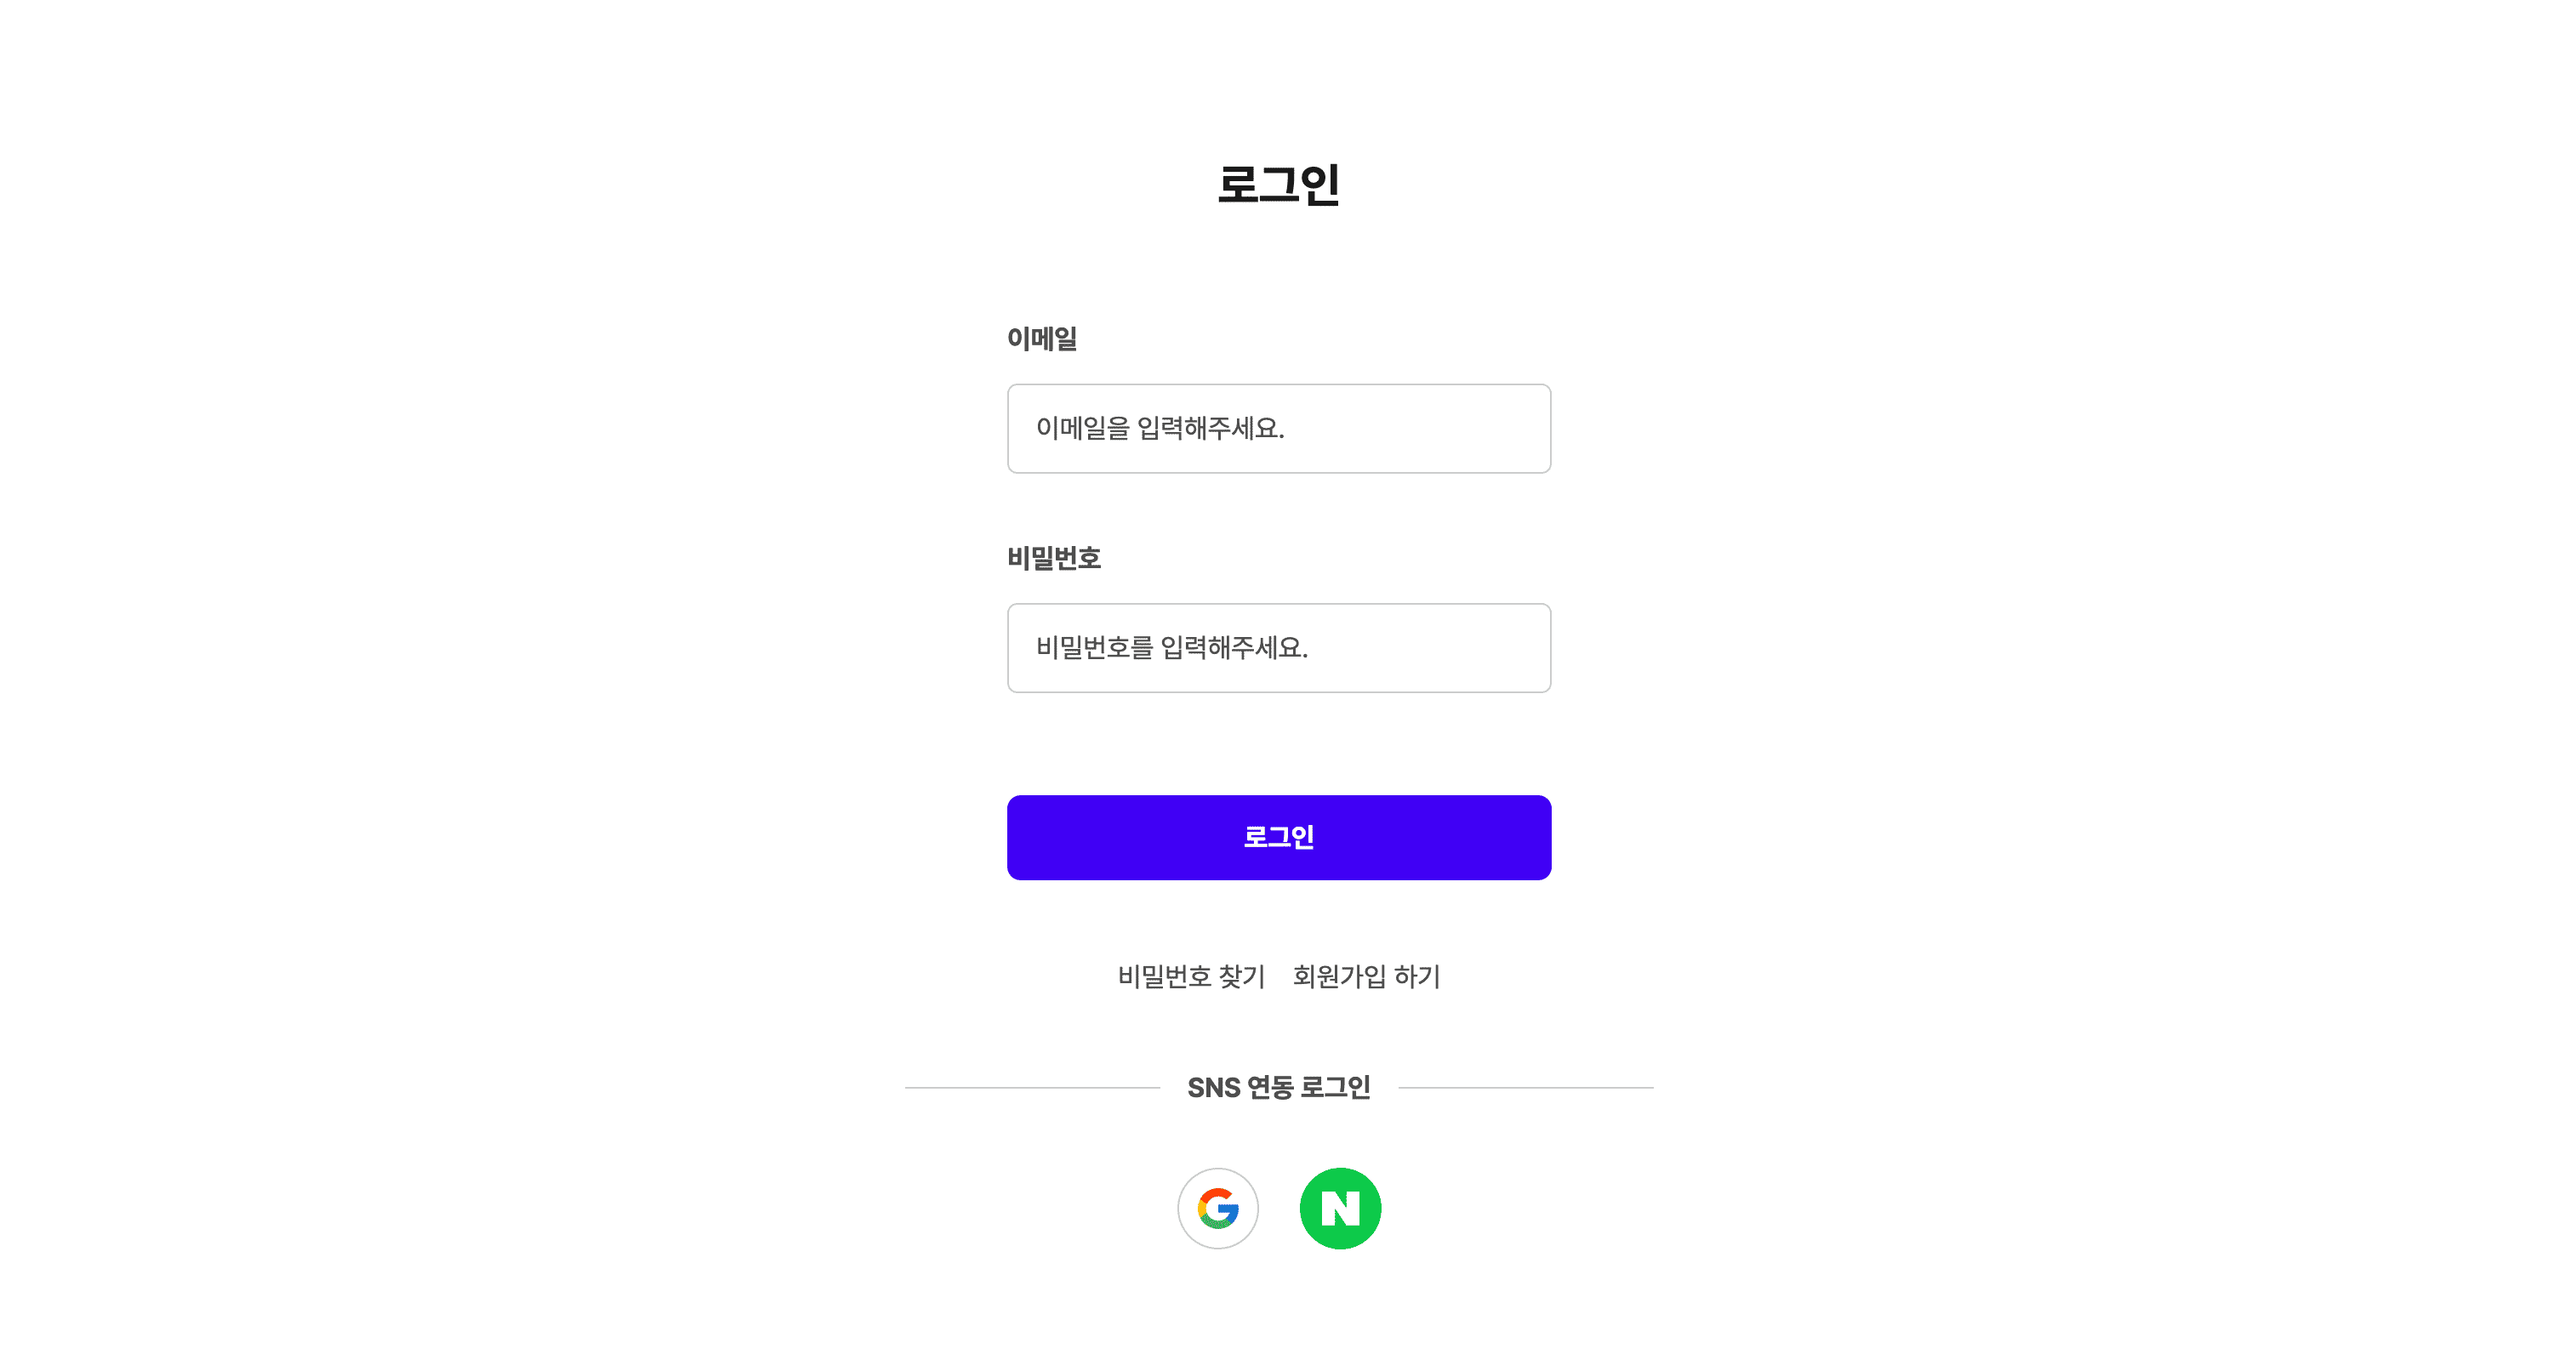 로그인
이메일
이메일을 입력해주세요.
비밀번호
비밀번호를 입력해주세요.
로그인
비밀번호 찾기 회원가입 하기
SNS 연동 로그인
G N